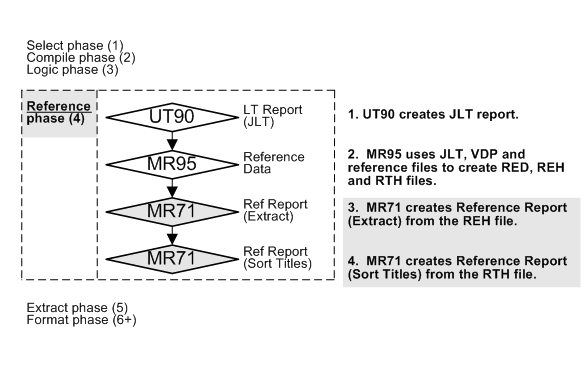 Select phase (1)
Compile phase (2)
Logic phase (3)
Reference
phase (4)
UT90
LT Report
(JLT)
MR95
Reference
Data
MR71
Ref Report
(Extract)
MR71
Ref Report
(Sort Titles)
1. UT90 creates JLT report.
2. MR95 uses JLT, VDP and
reference files to create RED, REH
and RTH files.
3. MR71 creates Reference Report
(Extract) from the REH file.
4. MR71 creates Reference Report
(Sort Titles) from the RTH file.
Extract phase (5)
Format phase (6+)